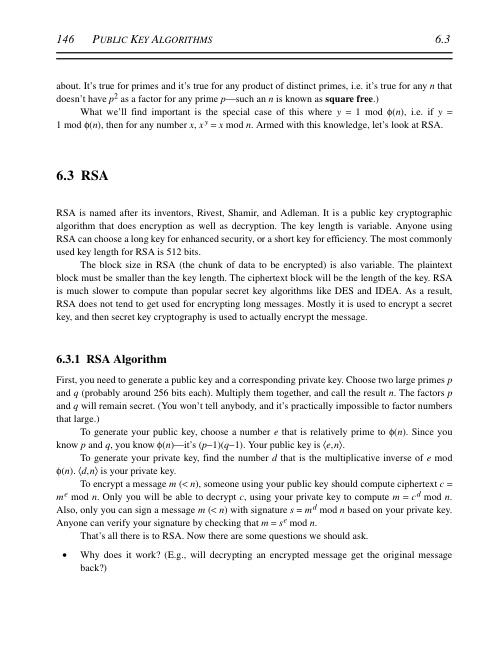 146 PUBLIC KEY ALGORITHMS 6.3
about. It's true for primes and it's true for any product of distinct primes, i.e. it's true for any n that
doesn't have p² as a factor for any prime p—such an n is known as square free.)
What we'll find important is the special case of this where y = 1 mod ϕ(n), i.e. if y =
1 mod ϕ(n), then for any number x, xʸ = x mod n. Armed with this knowledge, let's look at RSA.
6.3 RSA
RSA is named after its inventors, Rivest, Shamir, and Adleman. It is a public key cryptographic
algorithm that does encryption as well as decryption. The key length is variable. Anyone using
RSA can choose a long key for enhanced security, or a short key for efficiency. The most commonly
used key length for RSA is 512 bits.
The block size in RSA (the chunk of data to be encrypted) is also variable. The plaintext
block must be smaller than the key length. The ciphertext block will be the length of the key. RSA
is much slower to compute than popular secret key algorithms like DES and IDEA. As a result,
RSA does not tend to get used for encrypting long messages. Mostly it is used to encrypt a secret
key, and then secret key cryptography is used to actually encrypt the message.
6.3.1 RSA Algorithm
First, you need to generate a public key and a corresponding private key. Choose two large primes p
and q (probably around 256 bits each). Multiply them together, and call the result n. The factors p
and q will remain secret. (You won't tell anybody, and it's practically impossible to factor numbers
that large.)
To generate your public key, choose a number e that is relatively prime to ϕ(n). Since you
know p and q, you know ϕ(n)—it's (p−1)(q−1). Your public key is ⟨e,n⟩.
To generate your private key, find the number d that is the multiplicative inverse of e mod
ϕ(n). ⟨d,n⟩ is your private key.
To encrypt a message m (< n), someone using your public key should compute ciphertext c =
mᵉ mod n. Only you will be able to decrypt c, using your private key to compute m = cᵈ mod n.
Also, only you can sign a message m (< n) with signature s = mᵈ mod n based on your private key.
Anyone can verify your signature by checking that m = sᵉ mod n.
That's all there is to RSA. Now there are some questions we should ask.
• Why does it work? (E.g., will decrypting an encrypted message get the original message
back?)